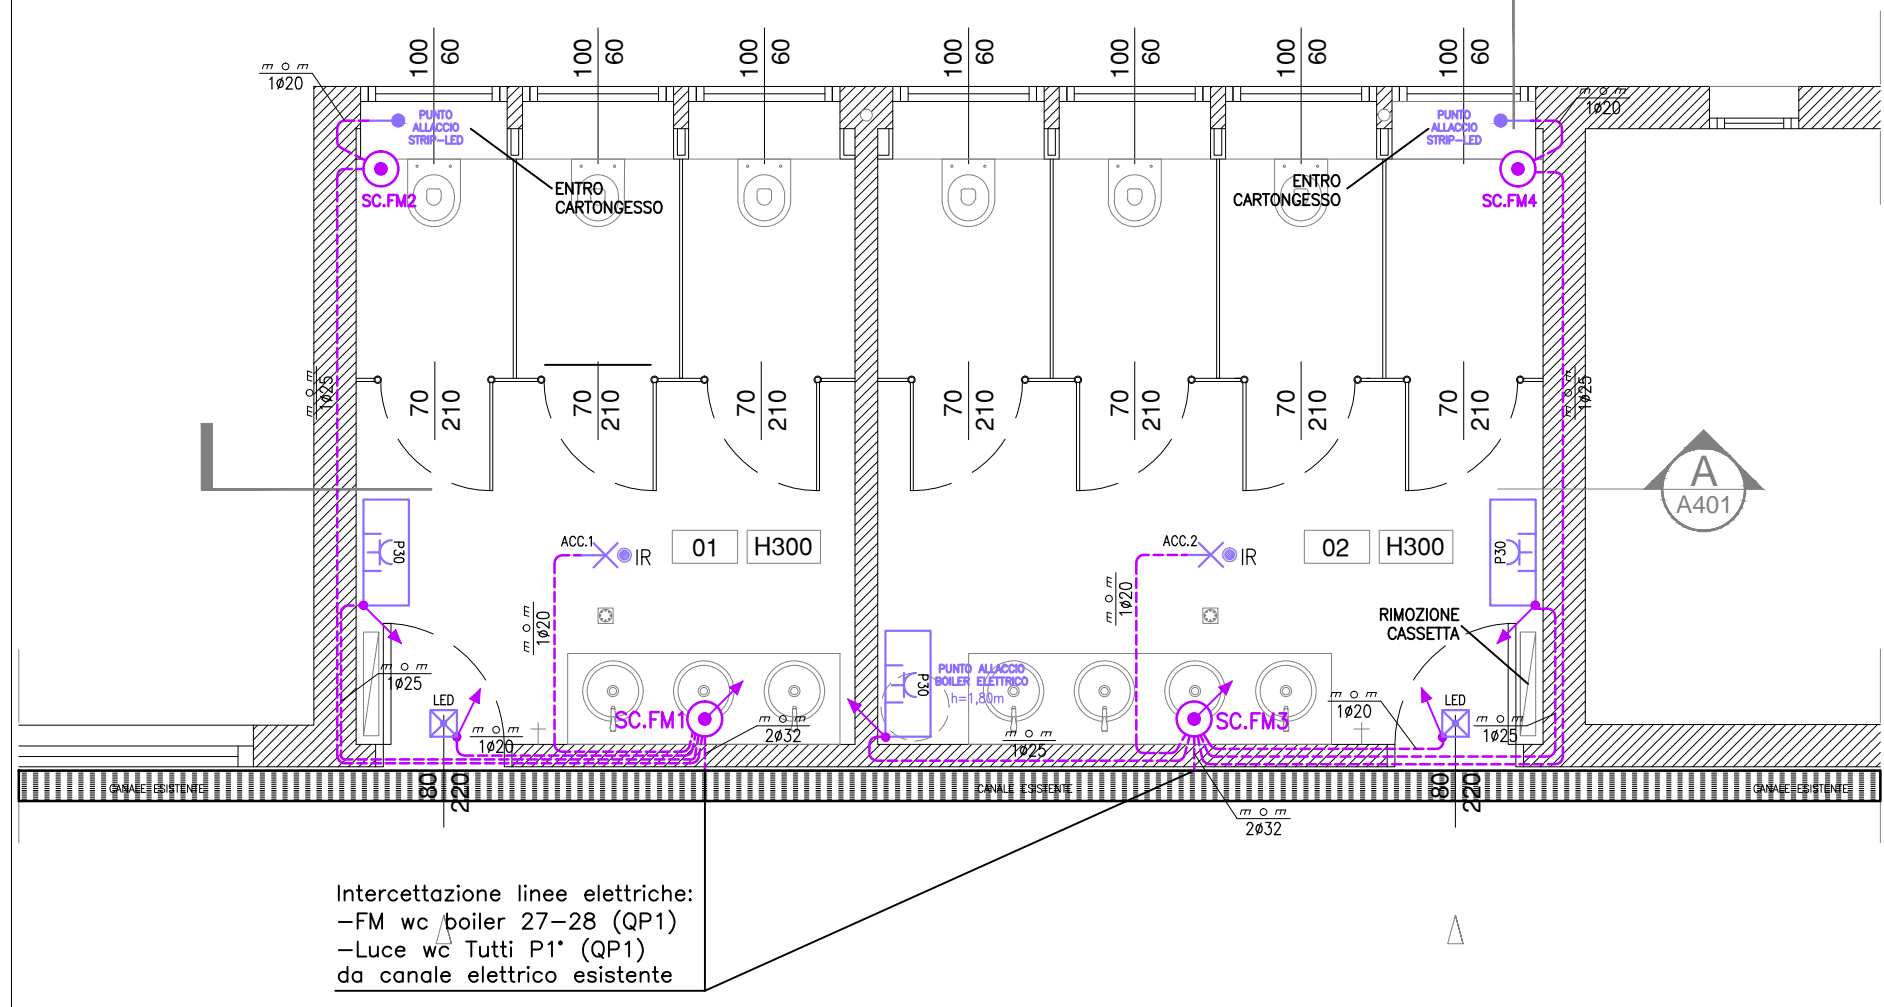 100 60
100 60
100 60
100 60
100 60
100 60
m o m
1ø20
m o m
1ø20
PUNTO
ALLACCIO
STRIP-LED
PUNTO
ALLACCIO
STRIP-LED
SC.FM2
ENTRO
CARTONGESSO
ENTRO
CARTONGESSO
SC.FM4
m o m
1ø25
70 210
70 210
70 210
70 210
70 210
70 210
70 210
m o m
1ø25
A
A401
P30
ACC.1
IR
01
H300
ACC.2
IR
02
H300
P30
m o m
1ø20
m o m
1ø20
RIMOZIONE
CASSETTA
m o m
1ø25
P30
PUNTO ALLACCIO
BOILER ELETTRICO
h=1,80m
LED
SC.FM1
m o m
2ø32
m o m
1ø20
m o m
1ø25
SC.FM3
m o m
1ø20
LED
m o m
1ø25
CANALE ESISTENTE
80 220
CANALE ESISTENTE
80 220
CANALE ESISTENTE
m o m
2ø32
Intercettazione linee elettriche:
-FM wc boiler 27-28 (QP1)
-Luce wc Tutti P1° (QP1)
da canale elettrico esistente